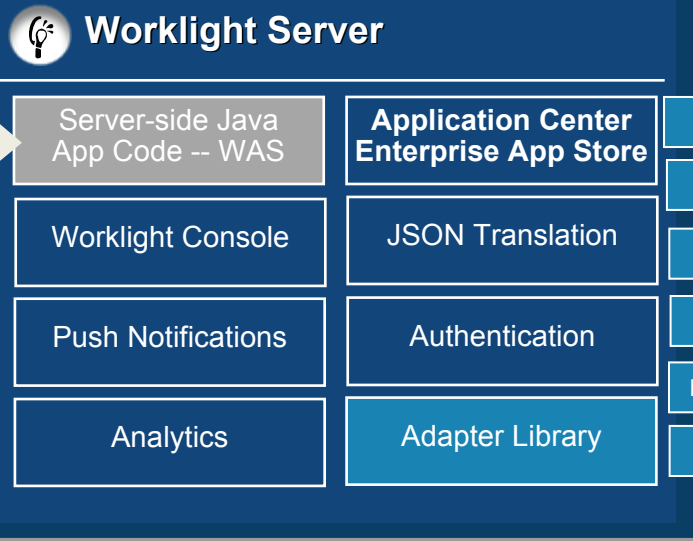 Worklight Server
Server-side Java
App Code -- WAS
Application Center
Enterprise App Store
Worklight Console
JSON Translation
Push Notifications
Authentication
Analytics
Adapter Library